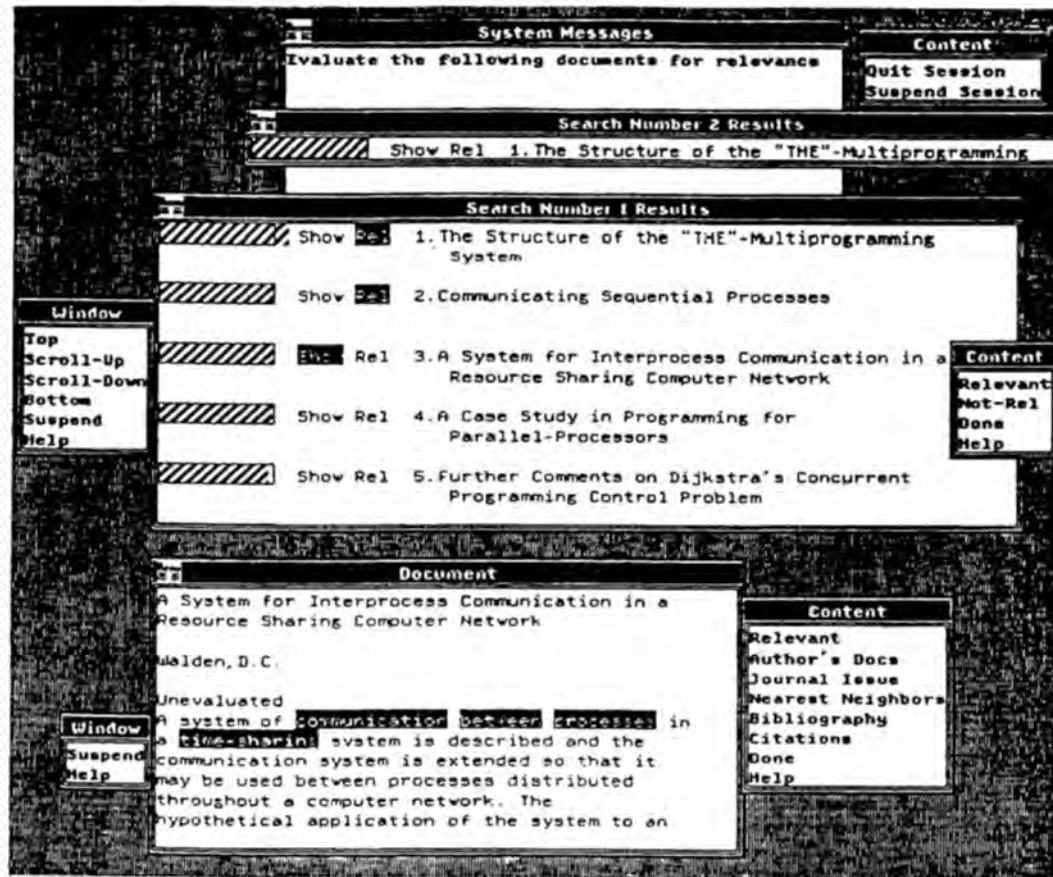 System Messages
Evaluate the following documents for relevance
Content
Quit Session
Suspend Session
Search Number 2 Results
Show Rel 1.The Structure of the "THE"-Multiprogramming
Search Number 1 Results
Show Rel 1.The Structure of the "THE"-Multiprogramming
System
Show Rel 2.Communicating Sequential Processes
Show Rel 3.A System for Interprocess Communication in a
Resource Sharing Computer Network
Show Rel 4.A Case Study in Programming for
Parallel-Processors
Show Rel 5.Further Comments on Dijkstra's Concurrent
Programming Control Problem
Window
Top
Scroll-Up
Scroll-Down
Bottom
Suspend
Help
Content
Relevant
Not-Rel
Done
Help
Document
A System for Interprocess Communication in a
Resource Sharing Computer Network
Walden,D.C.
Unevaluated
A system of communication between processes in
a time-sharing system is described and the
communication system is extended so that it
may be used between processes distributed
throughout a computer network. The
hypothetical application of the system to an
Window
Suspend
Help
Content
Relevant
Author's Docs
Journal Issue
Nearest Neighbors
Bibliography
Citations
Done
Help